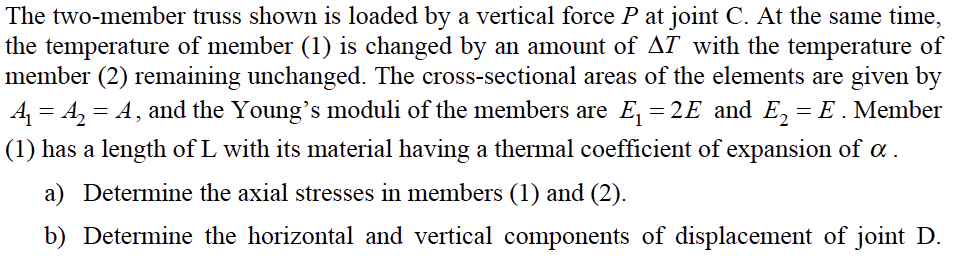 The two-member truss shown is loaded by a vertical force P at joint C. At the same time,
the temperature of member (1) is changed by an amount of ΔT with the temperature of
member (2) remaining unchanged. The cross-sectional areas of the elements are given by
A₁ = A₂ = A, and the Young's moduli of the members are E₁ = 2E and E₂ = E. Member
(1) has a length of L with its material having a thermal coefficient of expansion of α.
a) Determine the axial stresses in members (1) and (2).
b) Determine the horizontal and vertical components of displacement of joint D.